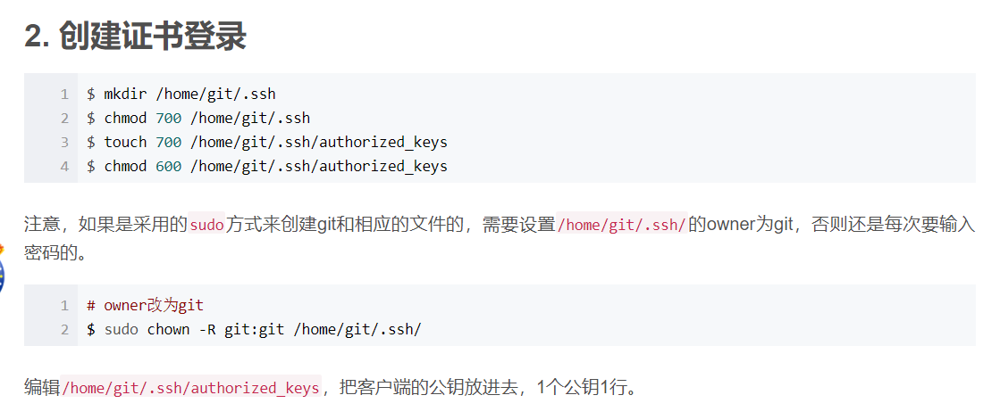 2. 创建证书登录
1 $ mkdir /home/git/.ssh
2 $ chmod 700 /home/git/.ssh
3 $ touch 700 /home/git/.ssh/authorized_keys
4 $ chmod 600 /home/git/.ssh/authorized_keys
注意，如果是采用的sudo方式来创建git和相应的文件的，需要设置/home/git/.ssh/的owner为git，否则还是每次要输入
密码的。
1 # owner改为git
2 $ sudo chown -R git:git /home/git/.ssh/
编辑/home/git/.ssh/authorized_keys，把客户端的公钥放进去，1个公钥1行。